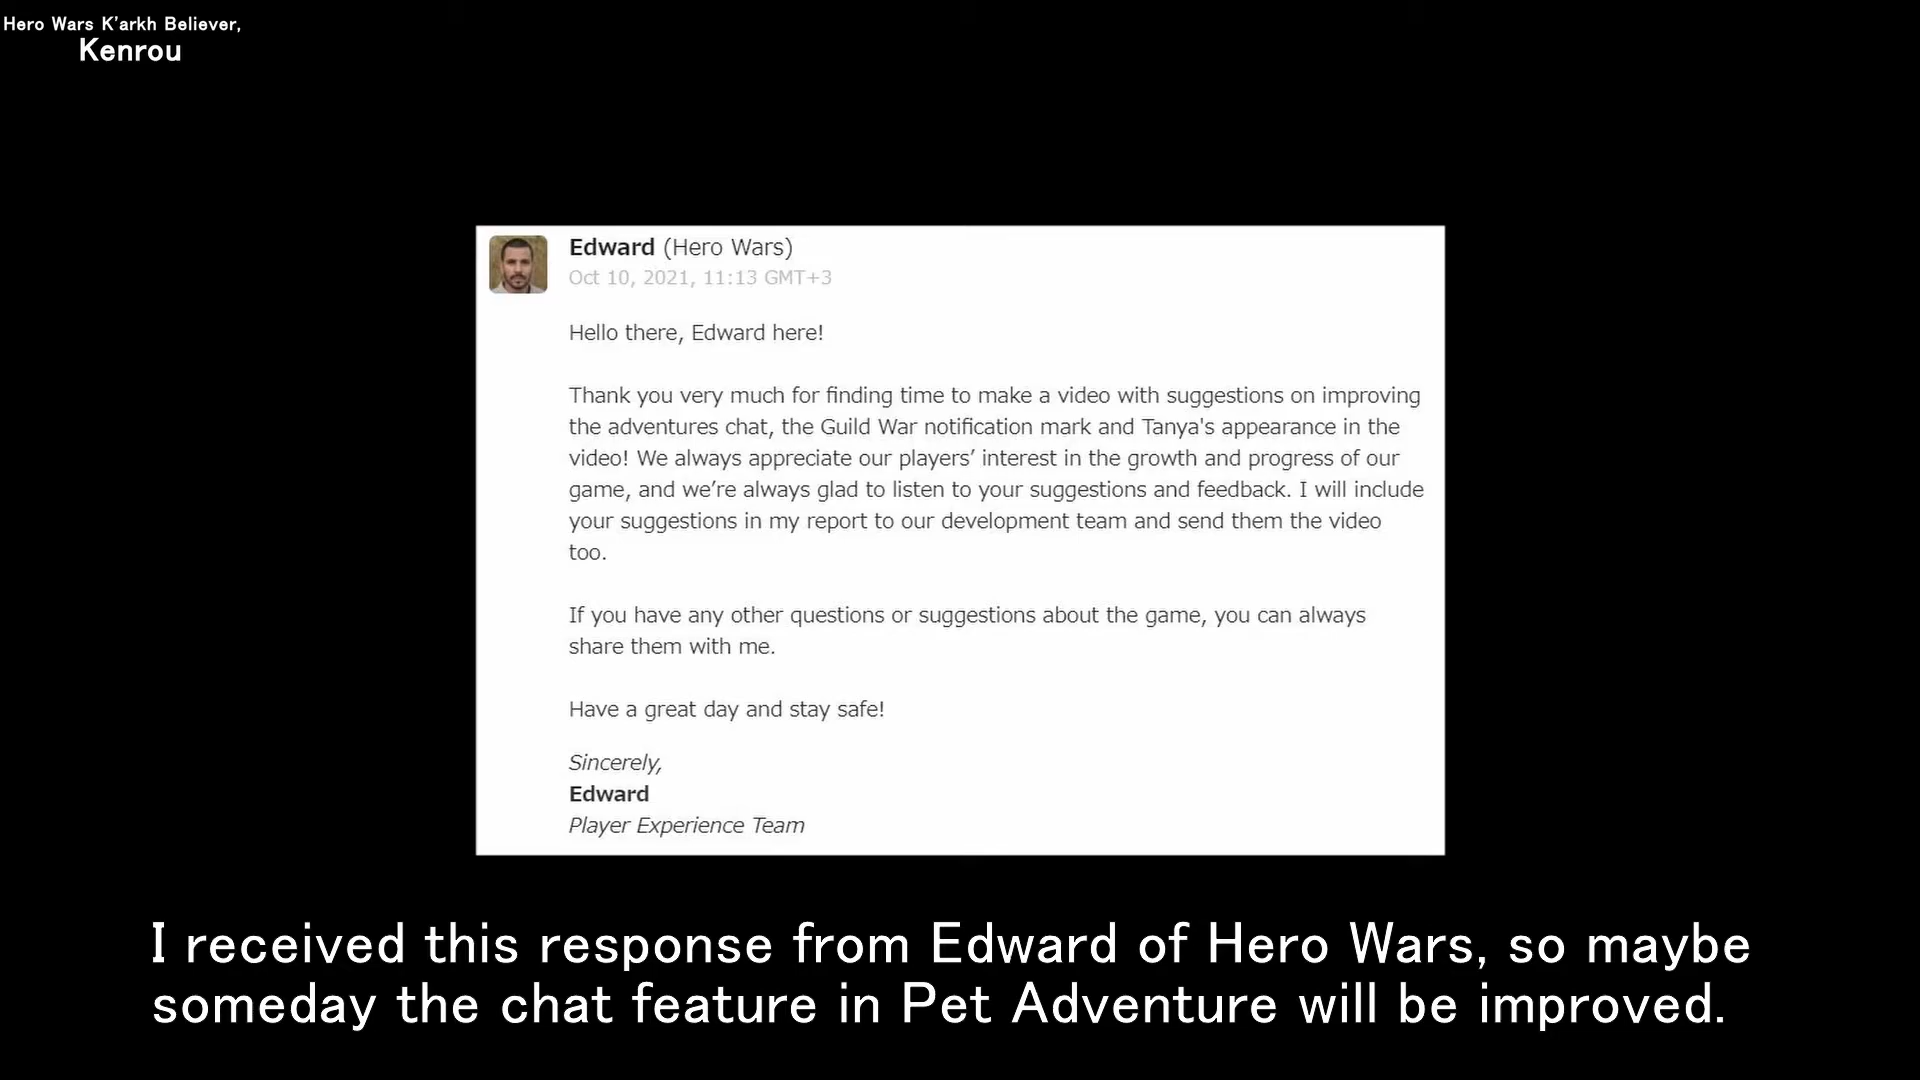 Hero Wars K'arkh Believer,
Kenrou
Edward (Hero Wars)
Oct 10, 2021, 11:13 GMT+3
Hello there, Edward here!
Thank you very much for finding time to make a video with suggestions on improving
the adventures chat, the Guild War notification mark and Tanya's appearance in the
video! We always appreciate our players’ interest in the growth and progress of our
game, and we’re always glad to listen to your suggestions and feedback. I will include
your suggestions in my report to our development team and send them the video
too.
If you have any other questions or suggestions about the game, you can always
share them with me.
Have a great day and stay safe!
Sincerely,
Edward
Player Experience Team
I received this response from Edward of Hero Wars, so maybe
someday the chat feature in Pet Adventure will be improved.